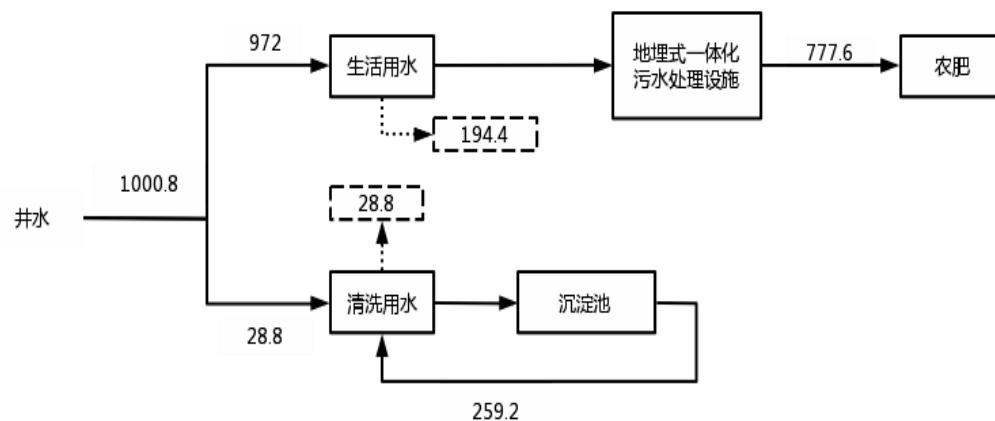 972
生活用水
地埋式一体化
污水处理设施
777.6
农肥
194.4
1000.8
井水
28.8
清洗用水
沉淀池
28.8
259.2